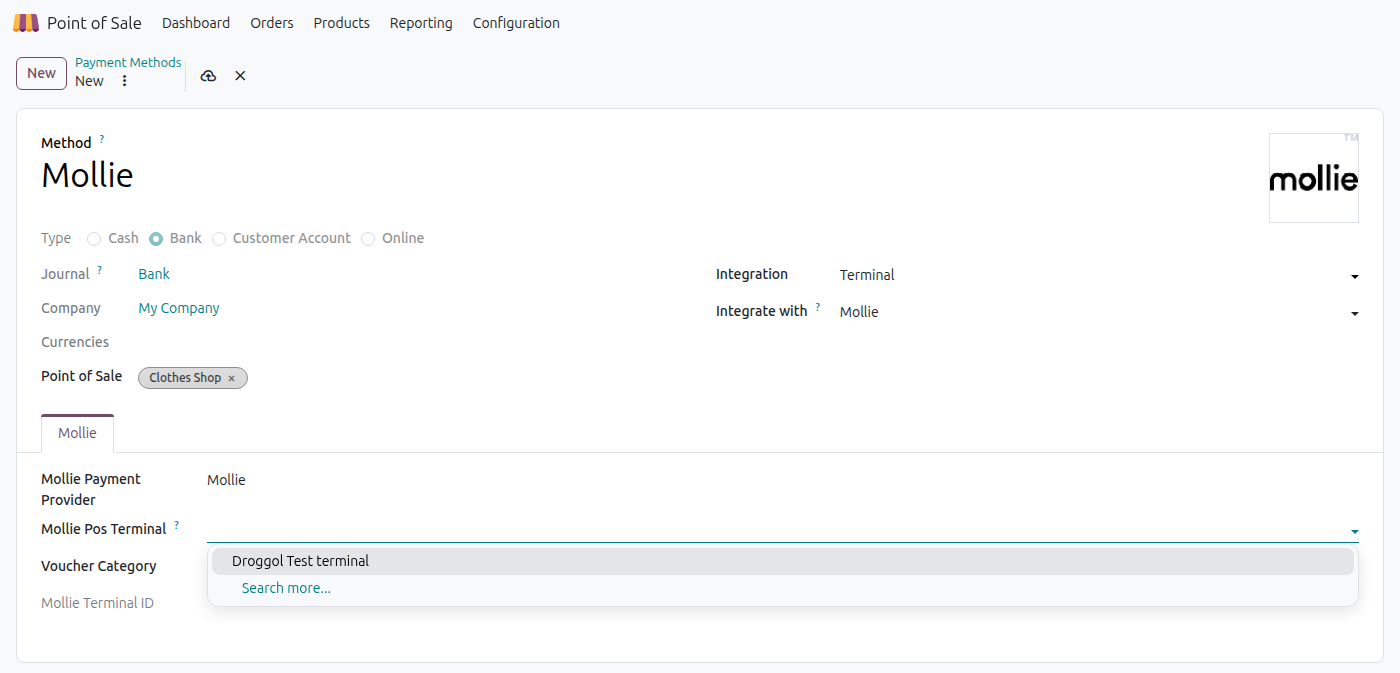 Point of Sale Dashboard Orders Products Reporting Configuration
New
Payment Methods
New
Method ?
Mollie
TM
mollie
Type Cash Bank Customer Account Online
Journal ? Bank
Integration Terminal
Company My Company
Integrate with ? Mollie
Currencies
Point of Sale Clothes Shop ×
Mollie
Mollie Payment
Provider
Mollie
Mollie Pos Terminal ?
Droggol Test terminal
Voucher Category
Search more...
Mollie Terminal ID